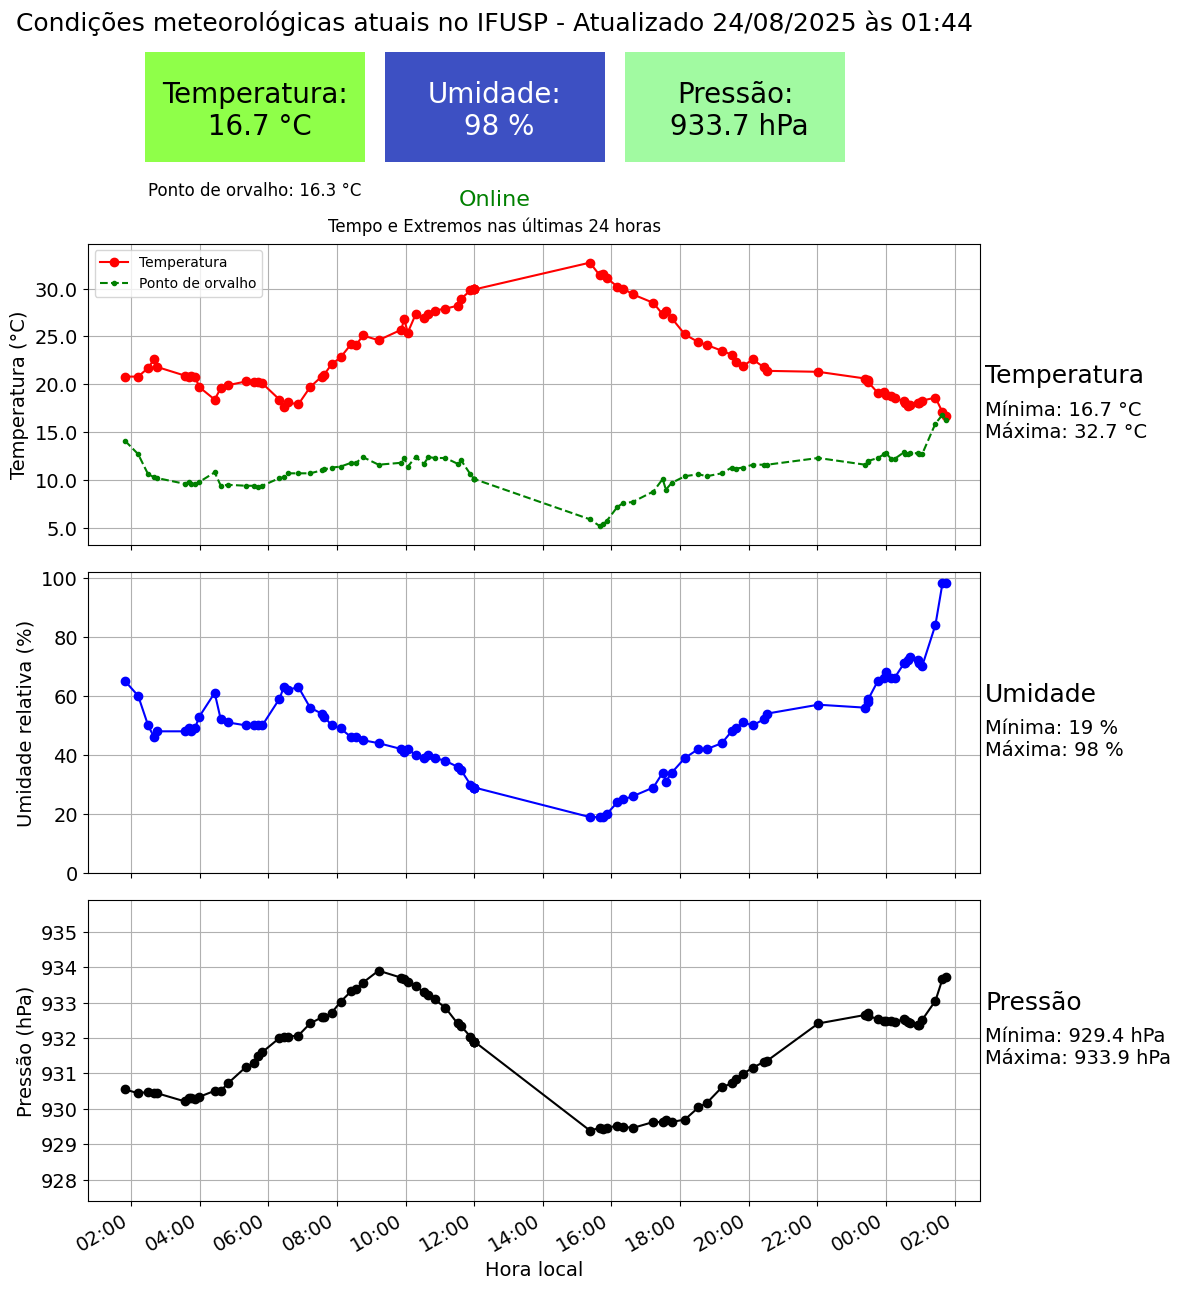 Condições meteorológicas atuais no IFUSP - Atualizado 24/08/2025 às 01:44
Temperatura:
16.7 °C
Umidade:
98 %
Pressão:
933.7 hPa
Ponto de orvalho: 16.3 °C
Online
Tempo e Extremos nas últimas 24 horas
Temperatura
Ponto de orvalho
Temperatura (°C)
30.0
25.0
20.0
15.0
10.0
5.0
Temperatura
Mínima: 16.7 °C
Máxima: 32.7 °C
Umidade relativa (%)
100
80
60
40
20
0
Umidade
Mínima: 19 %
Máxima: 98 %
Pressão (hPa)
935
934
933
932
931
930
929
928
Pressão
Mínima: 929.4 hPa
Máxima: 933.9 hPa
02:00 04:00 06:00 08:00 10:00 12:00 14:00 16:00 18:00 20:00 22:00 00:00 02:00
Hora local